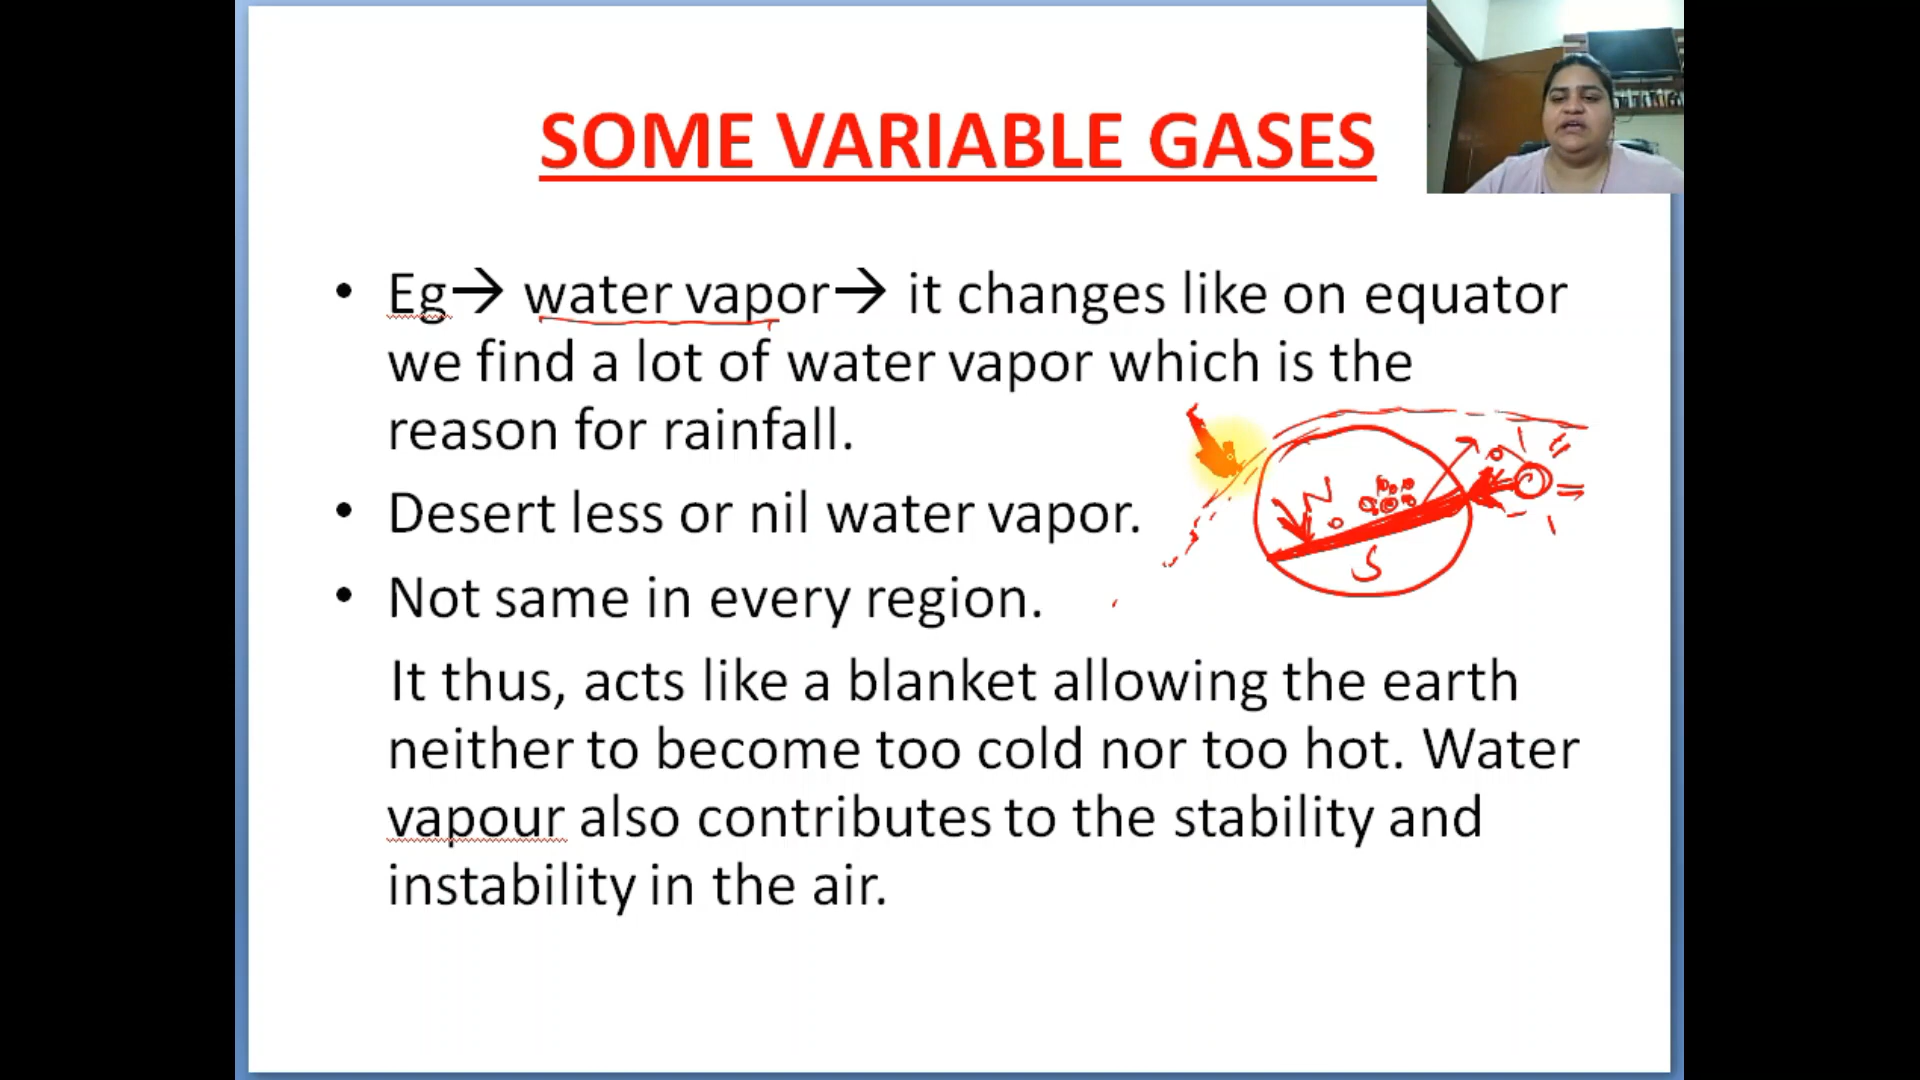 SOME VARIABLE GASES
• Eg→ water vapor→ it changes like on equator
we find a lot of water vapor which is the
reason for rainfall.
• Desert less or nil water vapor.
• Not same in every region.
It thus, acts like a blanket allowing the earth
neither to become too cold nor too hot. Water
vapour also contributes to the stability and
instability in the air.
N
S